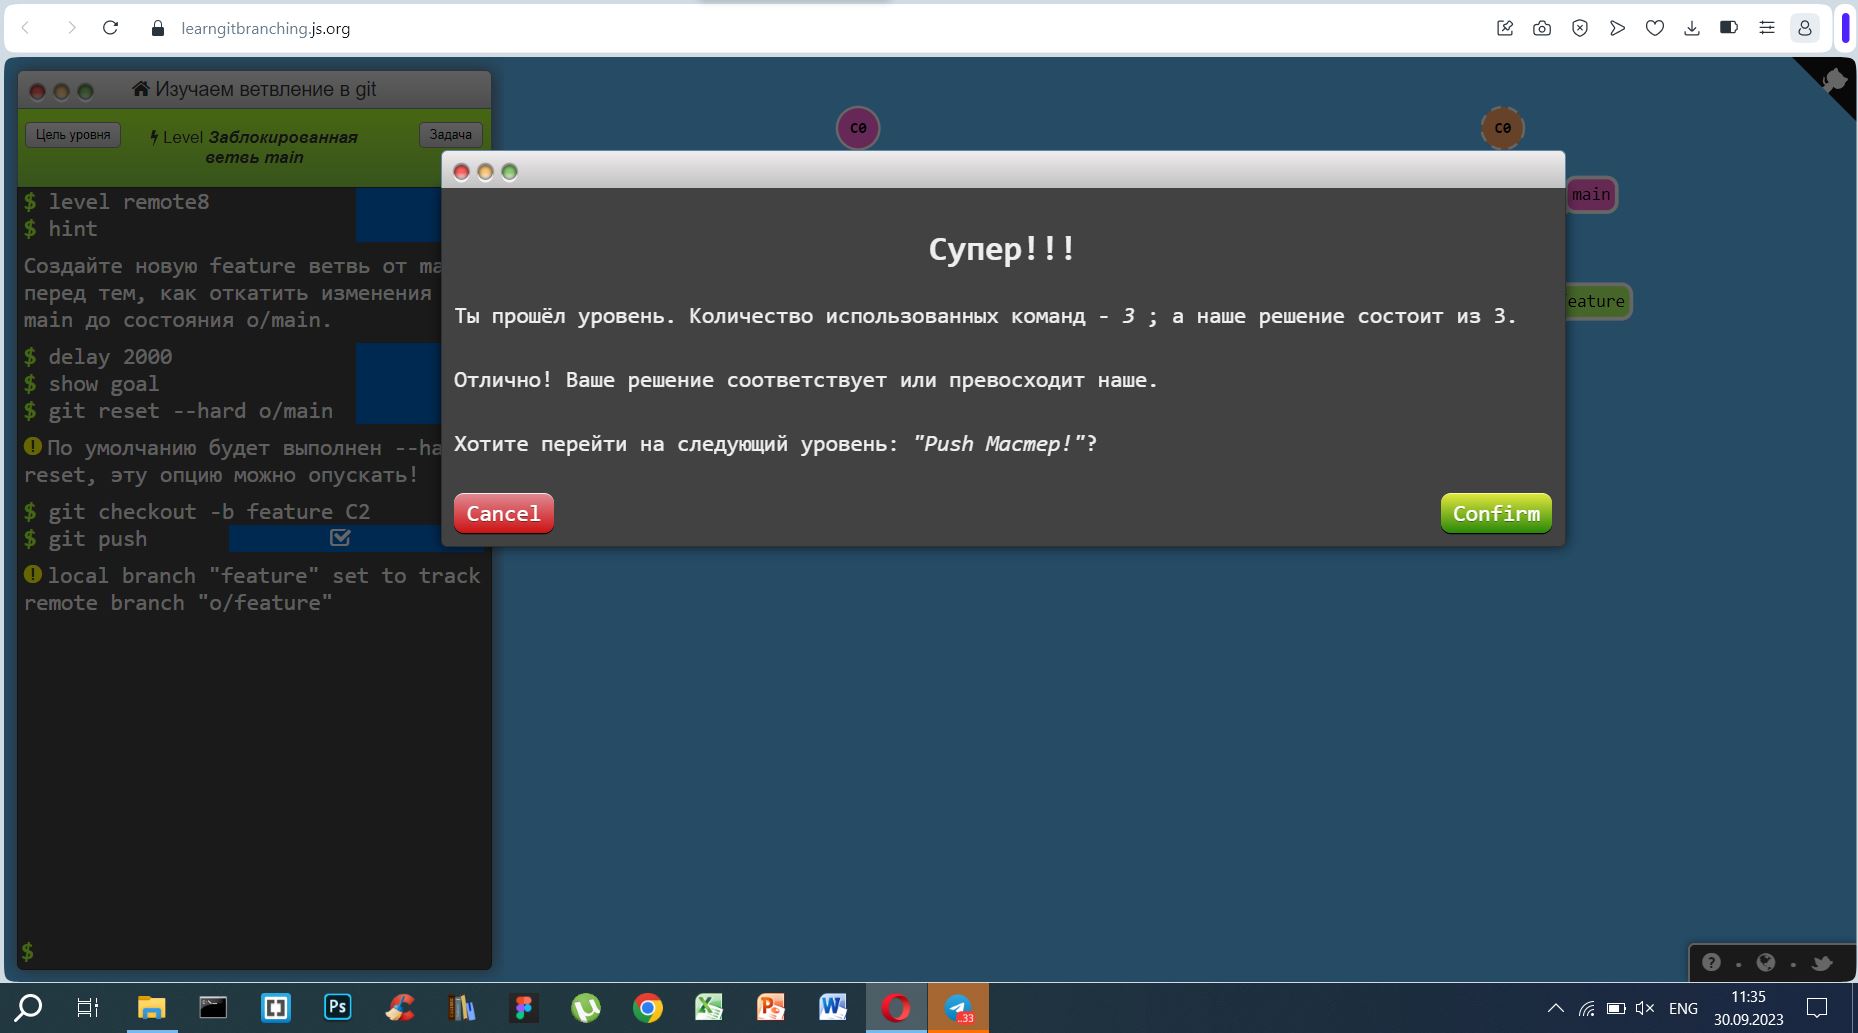 learngitbranching.js.org
Изучаем ветвление в git
Цель уровня
Level Заблокированная
ветвь main
Задача
$ level remote8
$ hint
Создайте новую feature ветвь от
перед тем, как откатить изменения
main до состояния o/main.
$ delay 2000
$ show goal
$ git reset --hard o/main
По умолчанию будет выполнен
reset, эту опцию можно опускать!
$ git checkout -b feature C2
$ git push
local branch "feature" set to track
remote branch "o/feature"
$
C0
C0
main
eature
Супер!!!
Ты прошёл уровень. Количество использованных команд - 3 ; а наше решение состоит из 3.
Отлично! Ваше решение соответствует или превосходит наше.
Хотите перейти на следующий уровень: "Push Мастер!"?
Cancel
Confirm
Ps
..33
ENG
11:35
30.09.2023